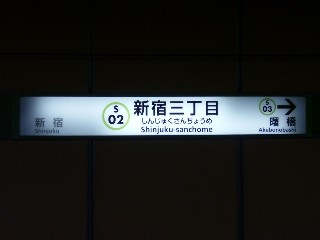 新宿
Shinjuku
S
02
新宿三丁目
しんじゅくさんちょうめ
Shinjuku-sanchome
S
03
→
曙橋
Akebonobashi